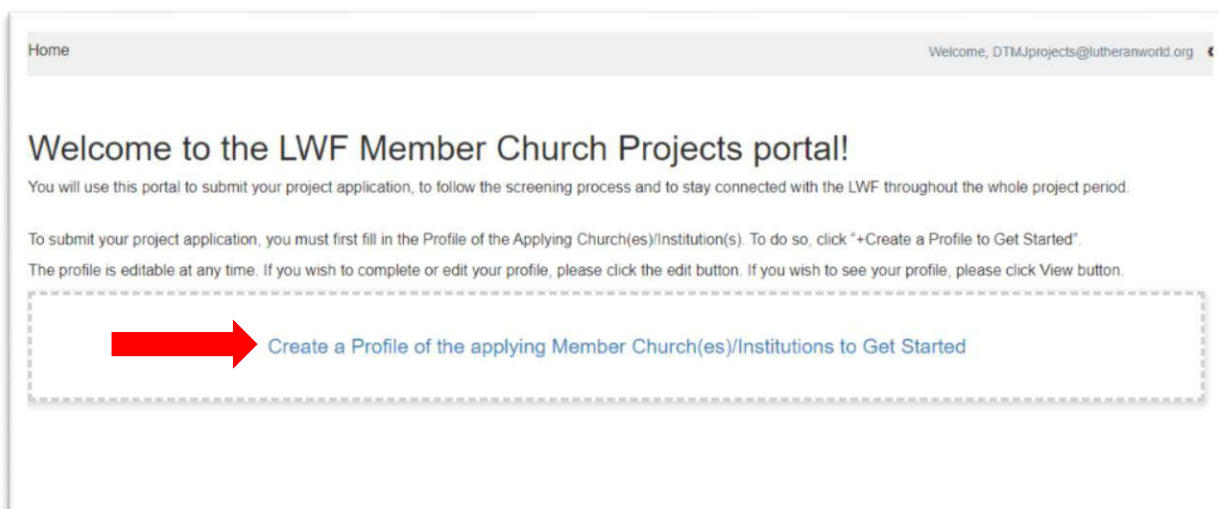 Home
Welcome, DTMJprojects@lutheranworld.org
Welcome to the LWF Member Church Projects portal!
You will use this portal to submit your project application, to follow the screening process and to stay connected with the LWF throughout the whole project period.
To submit your project application, you must first fill in the Profile of the Applying Church(es)/Institution(s). To do so, click "+Create a Profile to Get Started".
The profile is editable at any time. If you wish to complete or edit your profile, please click the edit button. If you wish to see your profile, please click View button.
Create a Profile of the applying Member Church(es)/Institutions to Get Started